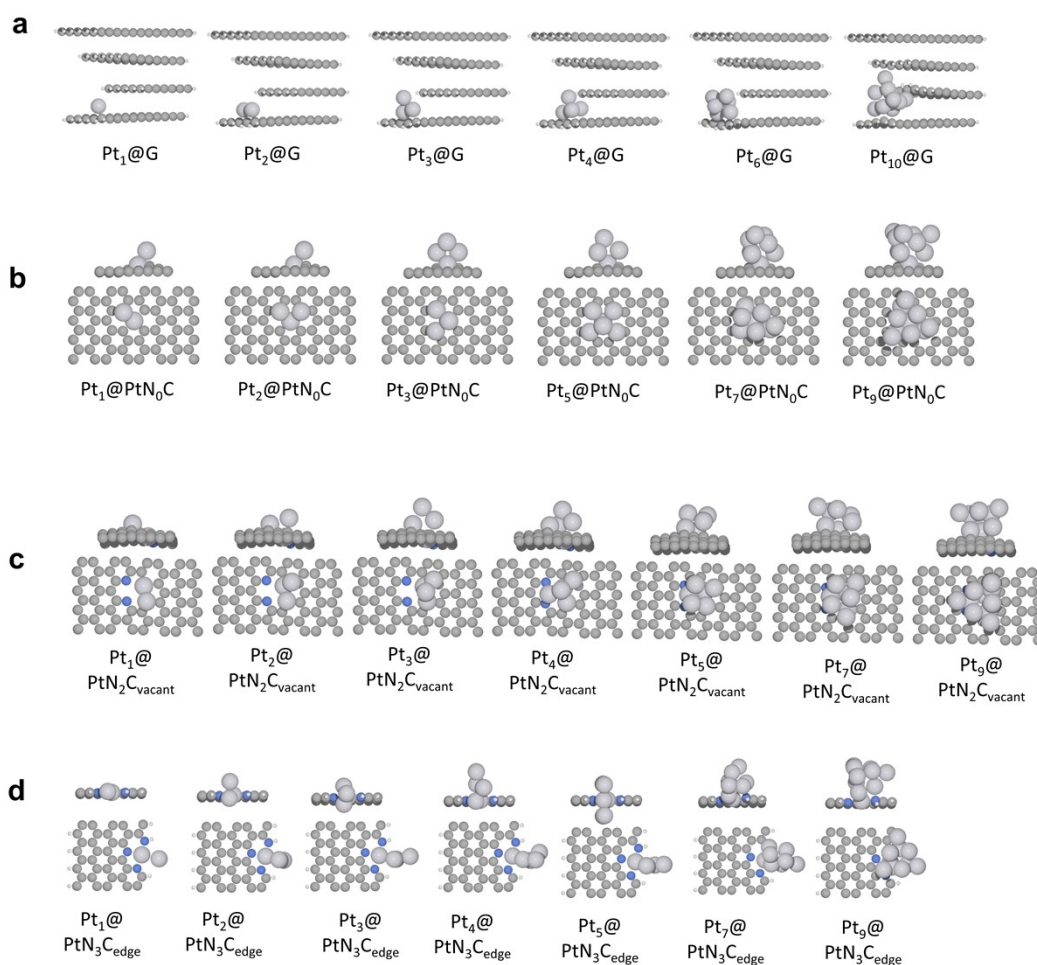 a
Pt₁@G Pt₂@G Pt₃@G Pt₄@G Pt₆@G Pt₁₀@G
b
Pt₁@PtN₀C Pt₂@PtN₀C Pt₃@PtN₀C Pt₅@PtN₀C Pt₇@PtN₀C Pt₉@PtN₀C
c
Pt₁@ Pt₂@ Pt₃@ Pt₄@ Pt₅@ Pt₇@ Pt₉@
PtN₂Cvacant PtN₂Cvacant PtN₂Cvacant PtN₂Cvacant PtN₂Cvacant PtN₂Cvacant PtN₂Cvacant
d
Pt₁@ Pt₂@ Pt₃@ Pt₄@ Pt₅@ Pt₇@ Pt₉@
PtN₃Cedge PtN₃Cedge PtN₃Cedge PtN₃Cedge PtN₃Cedge PtN₃Cedge PtN₃Cedge